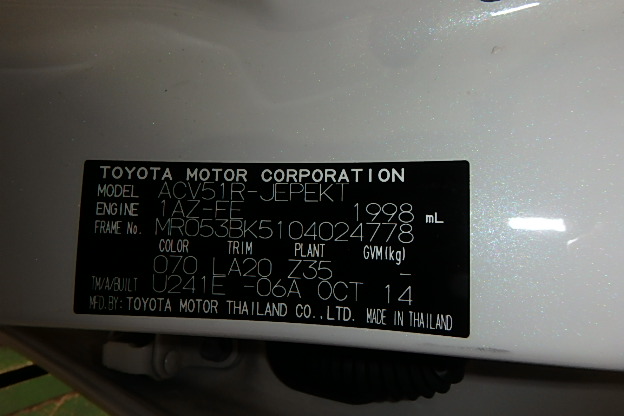 TOYOTA MOTOR CORPORATION
MODEL ACV51R-JEPEKT
ENGINE 1AZ-FE 1998 mL
FRAME No. MR053BK5104024778
COLOR TRIM PLANT GVM(kg)
070 LA20 Z35 -
TM/A/BUILT U241E -06A OCT 14
MFD.BY: TOYOTA MOTOR THAILAND CO.,LTD. MADE IN THAILAND